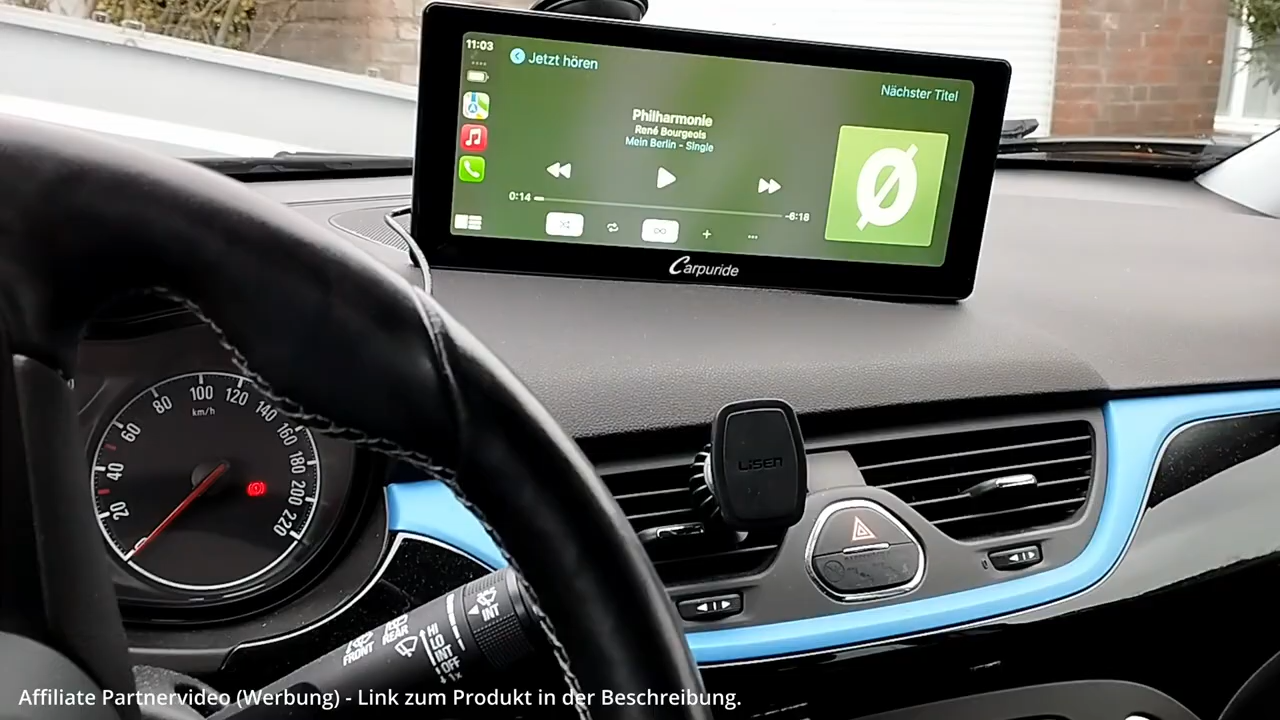 11:03
Jetzt hören
Nächster Titel
Philharmonie
René Bourgeois
Mein Berlin - Single
0:14
-6:18
Carpuride
LISEN
20
40
60
80
100
120
140
160
180
200
220
km/h
FRONT
REAR
HI
LO
INT
OFF
1x
INT
Affiliate Partnervideo (Werbung) - Link zum Produkt in der Beschreibung.